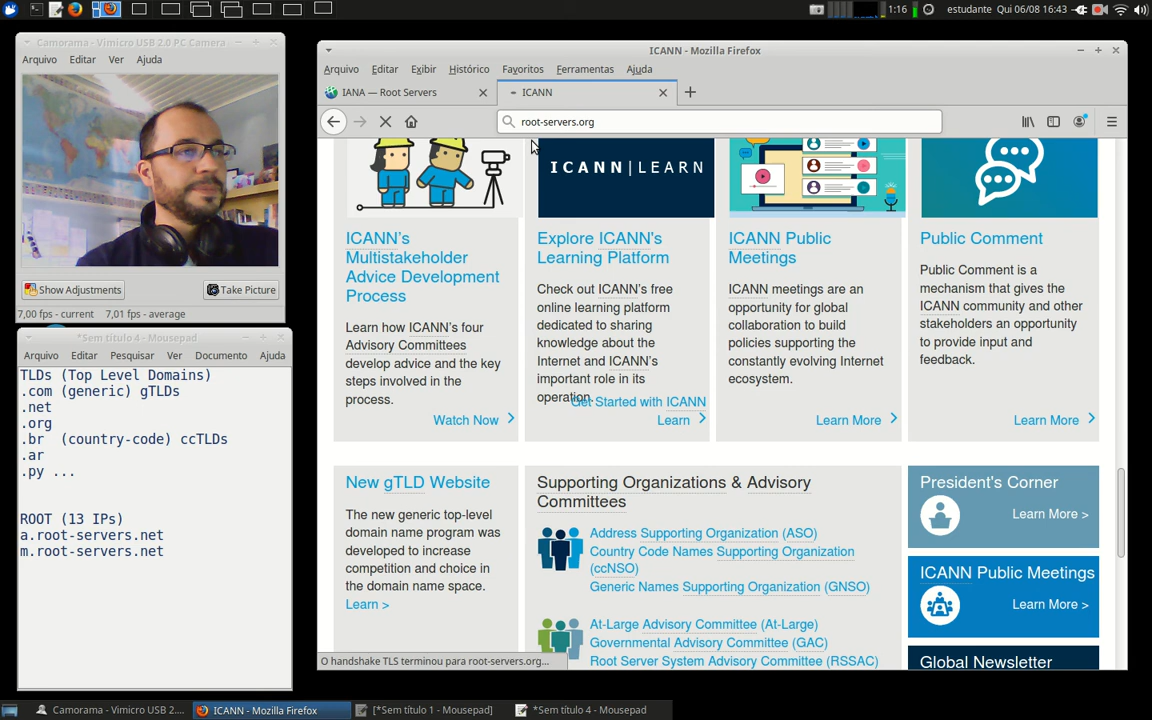 1:16
estudante
Qui 06/08 16:43
Camorama - Vimicro USB 2.0 PC Camera
Arquivo Editar Ver Ajuda
Show Adjustments
Take Picture
7,00 fps - current 7,01 fps - average
*Sem título 4 - Mousepad
Arquivo Editar Pesquisar Ver Documento Ajuda
TLDs (Top Level Domains)
.com (generic) gTLDs
.net
.org
.br (country-code) ccTLDs
.ar
.py ...
ROOT (13 IPs)
a.root-servers.net
m.root-servers.net
ICANN - Mozilla Firefox
Arquivo Editar Exibir Histórico Favoritos Ferramentas Ajuda
IANA — Root Servers
ICANN
root-servers.org
ICANN's
Multistakeholder
Advice Development
Process
Learn how ICANN's four
Advisory Committees
develop advice and the key
steps involved in the
process.
Watch Now
ICANN|LEARN
Explore ICANN's
Learning Platform
Check out ICANN's free
online learning platform
dedicated to sharing
knowledge about the
Internet and ICANN's
important role in its
operation.
Get Started with ICANN
Learn
ICANN Public
Meetings
ICANN meetings are an
opportunity for global
collaboration to build
policies supporting the
constantly evolving Internet
ecosystem.
Learn More
Public Comment
Public Comment is a
mechanism that gives the
ICANN community and other
stakeholders an opportunity
to provide input and
feedback.
Learn More
New gTLD Website
The new generic top-level
domain name program was
developed to increase
competition and choice in
the domain name space.
Learn >
Supporting Organizations & Advisory
Committees
Address Supporting Organization (ASO)
Country Code Names Supporting Organization
(ccNSO)
Generic Names Supporting Organization (GNSO)
At-Large Advisory Committee (At-Large)
Governmental Advisory Committee (GAC)
Root Server System Advisory Committee (RSSAC)
President's Corner
Learn More >
ICANN Public Meetings
Learn More >
Global Newsletter
O handshake TLS terminou para root-servers.org...
Camorama - Vimicro USB 2....
ICANN - Mozilla Firefox
[*Sem título 1 - Mousepad]
*Sem título 4 - Mousepad